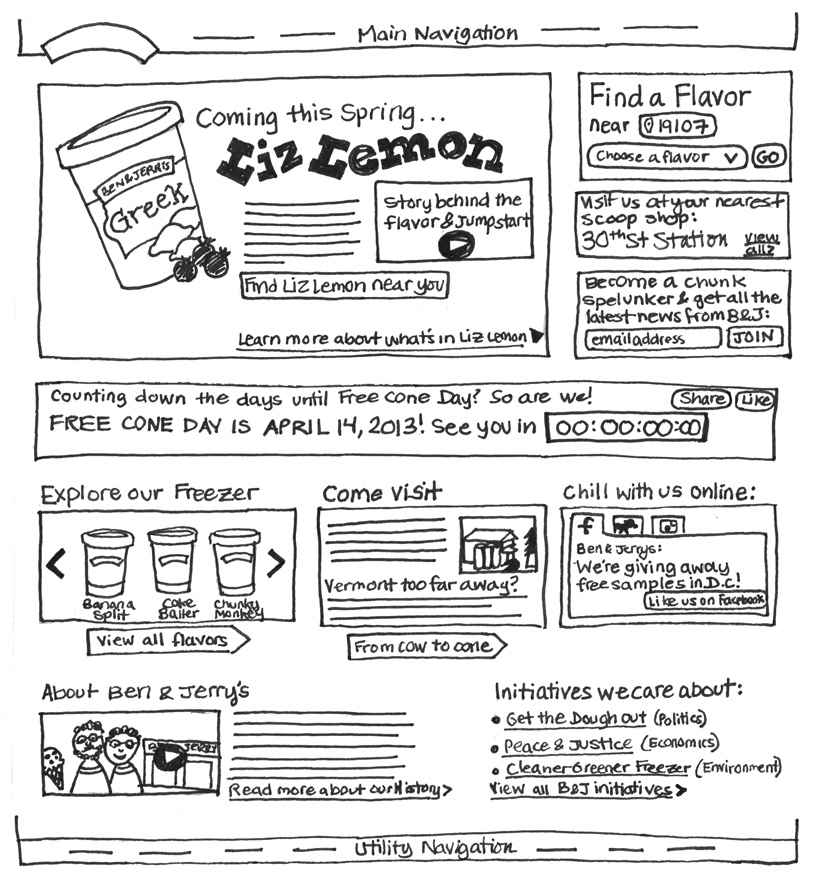 Main Navigation
Coming this Spring...
Liz Lemon
BEN & JERRY'S
Greek
Story behind the
flavor & Jumpstart
Find Liz Lemon near you
Learn more about what's in Liz Lemon
Find a Flavor
near 19107
Choose a flavor
GO
Visit us at your nearest
scoop shop:
30th St Station
view
all
Become a chunk
spelunker & get all the
latest news from B&J:
email address
JOIN
Counting down the days until Free Cone Day? So are we!
Share
Like
FREE CONE DAY IS APRIL 14, 2013! See you in 00:00:00:00
Explore our Freezer
Banana
Split
Cake
Batter
Chunky
Monkey
View all flavors
Come visit
Vermont too far away?
From cow to cone
Chill with us online:
f
Ben & Jerrys:
We're giving away
free samples in D.C!
Like us on Facebook
About Ben & Jerry's
JERRY
Read more about our History>
Initiatives we care about:
• Get the Dough out (Politics)
• Peace & Justice (Economics)
• Cleaner Greener Freezer (Environment)
View all B&J initiatives>
Utility Navigation